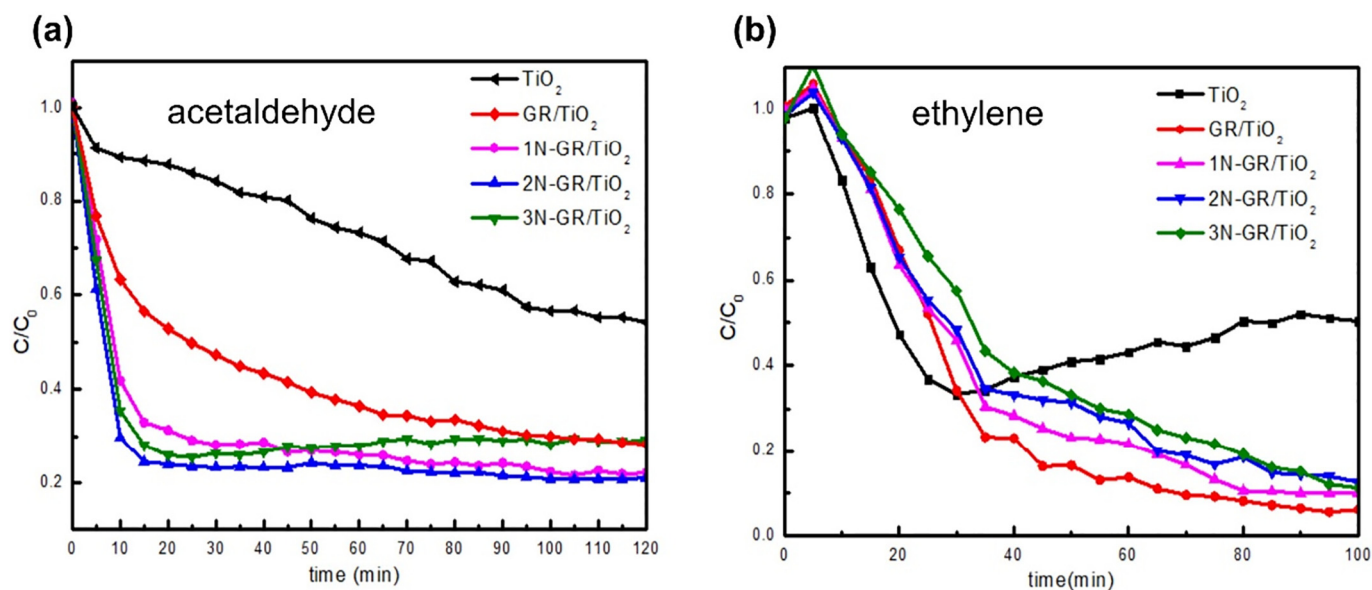 (a)
acetaldehyde
TiO₂
GR/TiO₂
1N-GR/TiO₂
2N-GR/TiO₂
3N-GR/TiO₂
C/C₀
1.0
0.8
0.6
0.4
0.2
0 10 20 30 40 50 60 70 80 90 100 110 120
time (min)
(b)
ethylene
TiO₂
GR/TiO₂
1N-GR/TiO₂
2N-GR/TiO₂
3N-GR/TiO₂
C/C₀
1.0
0.8
0.6
0.4
0.2
0.0
0 20 40 60 80 100
time(min)